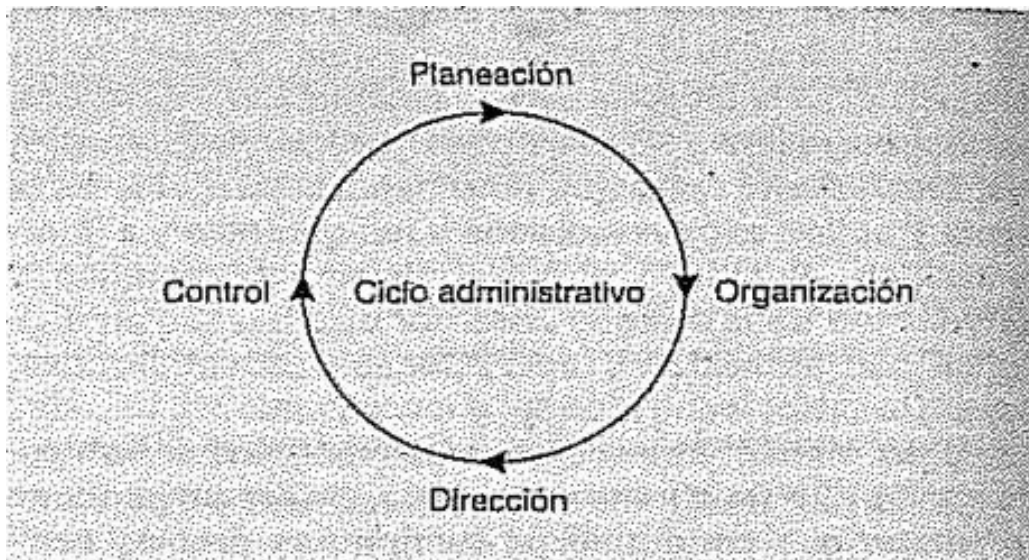 Planeación
Control
Ciclo administrativo
Organización
Dirección